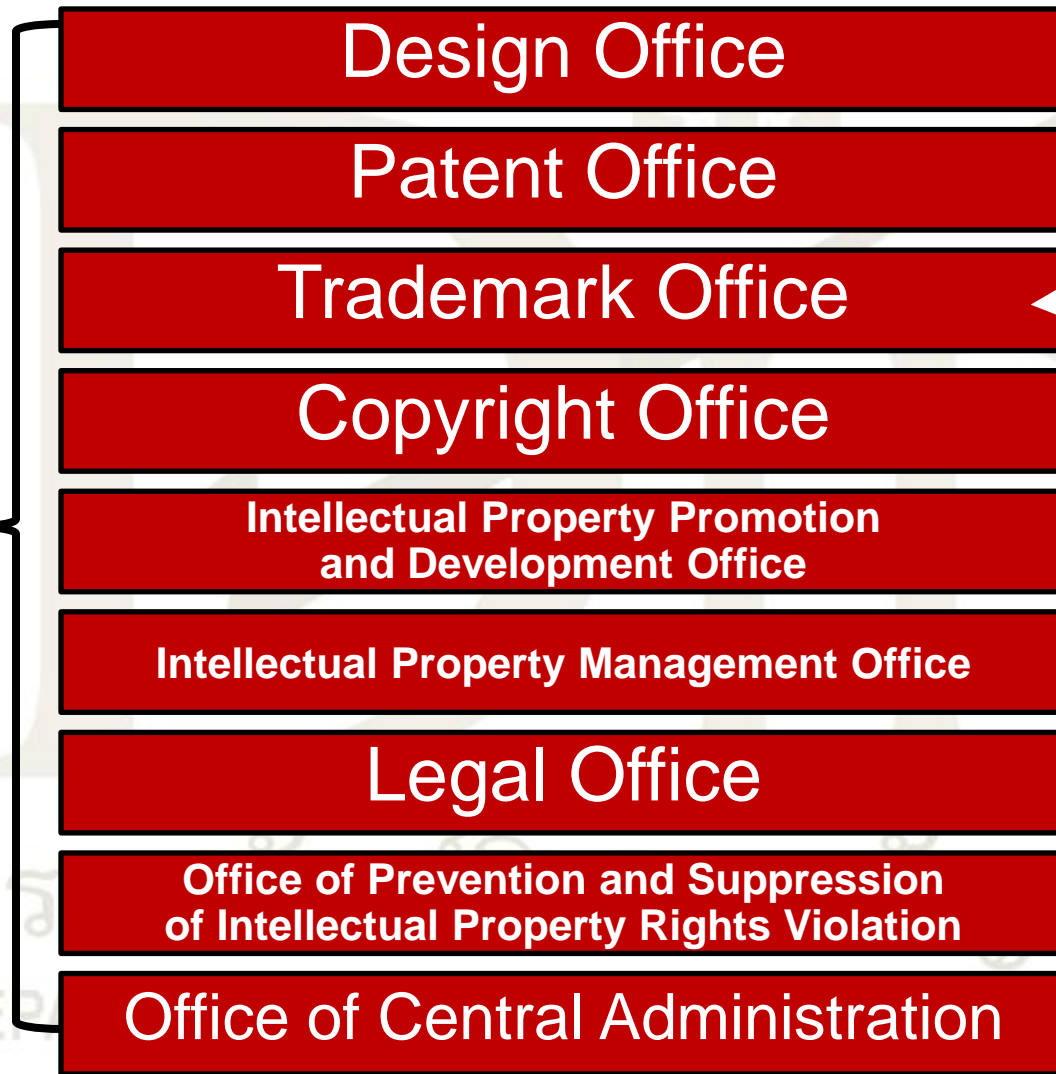 Design Office
Patent Office
Trademark Office
Copyright Office
Intellectual Property Promotion
and Development Office
Intellectual Property Management Office
Legal Office
Office of Prevention and Suppression
of Intellectual Property Rights Violation
Office of Central Administration